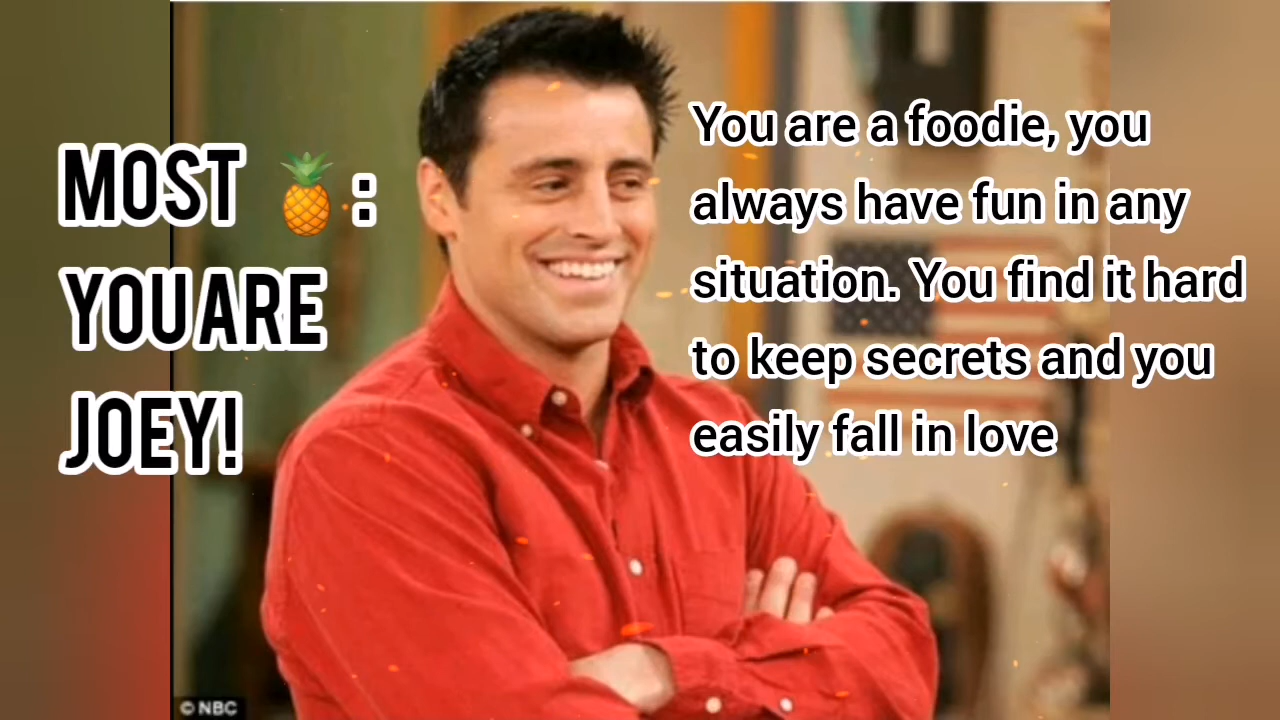 MOST 🍍:
YOU ARE
JOEY!
You are a foodie, you
always have fun in any
situation. You find it hard
to keep secrets and you
easily fall in love
© NBC